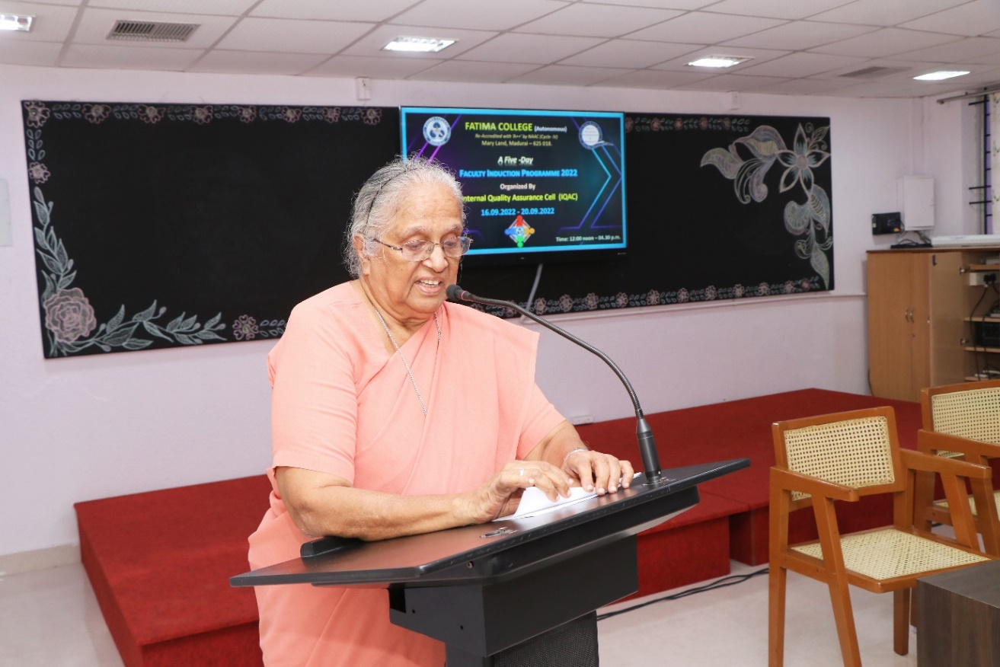 FATIMA COLLEGE (Autonomous)
Re-Accredited with 'A++' by NAAC (Cycle- IV)
Mary Land, Madurai – 625 018.
A Five -Day
FACULTY INDUCTION PROGRAMME 2022
Organized By
Internal Quality Assurance Cell (IQAC)
16.09.2022 - 20.09.2022
Time: 12:00 noon – 04.30 p.m.